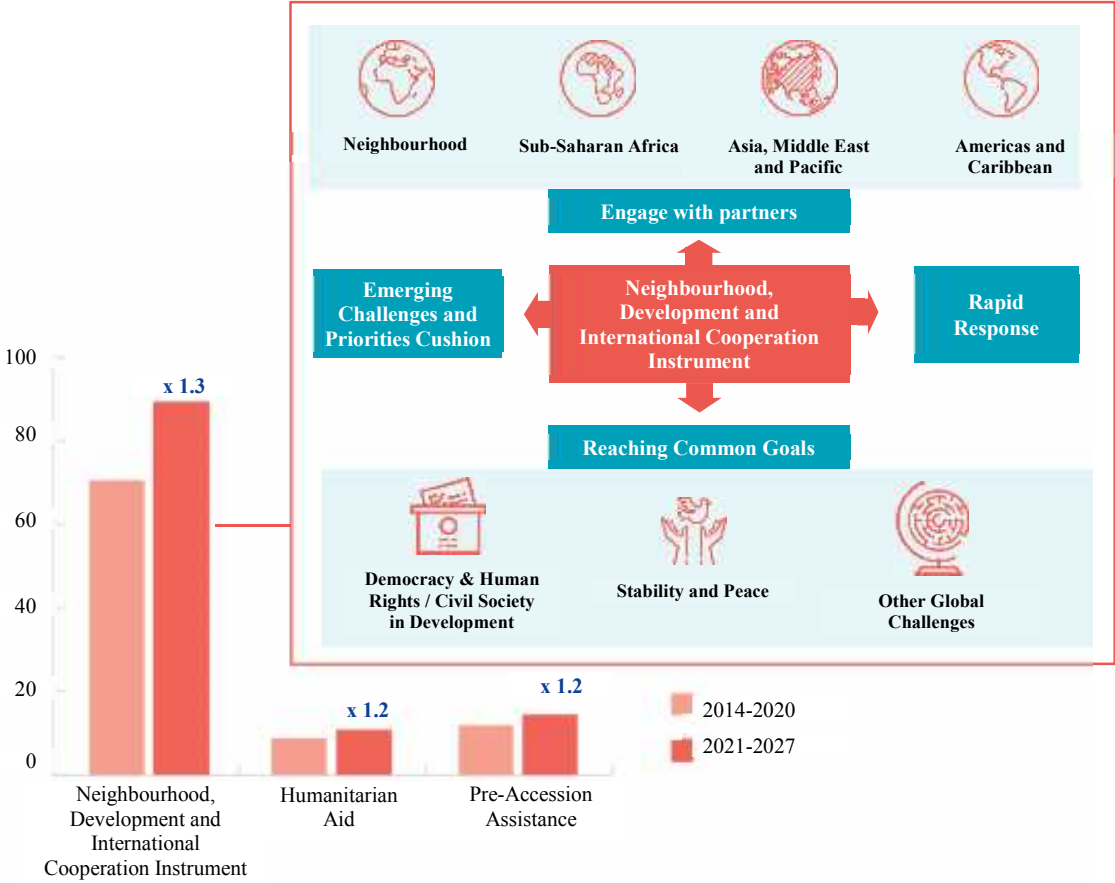 Neighbourhood
Sub-Saharan Africa
Asia, Middle East
and Pacific
Americas and
Caribbean
Engage with partners
Emerging
Challenges and
Priorities Cushion
Neighbourhood,
Development and
International Cooperation
Instrument
Rapid
Response
Reaching Common Goals
Democracy & Human
Rights / Civil Society
in Development
Stability and Peace
Other Global
Challenges
100
80
60
40
20
0
x 1.3
x 1.2
x 1.2
2014-2020
2021-2027
Neighbourhood,
Development and
International
Cooperation Instrument
Humanitarian
Aid
Pre-Accession
Assistance